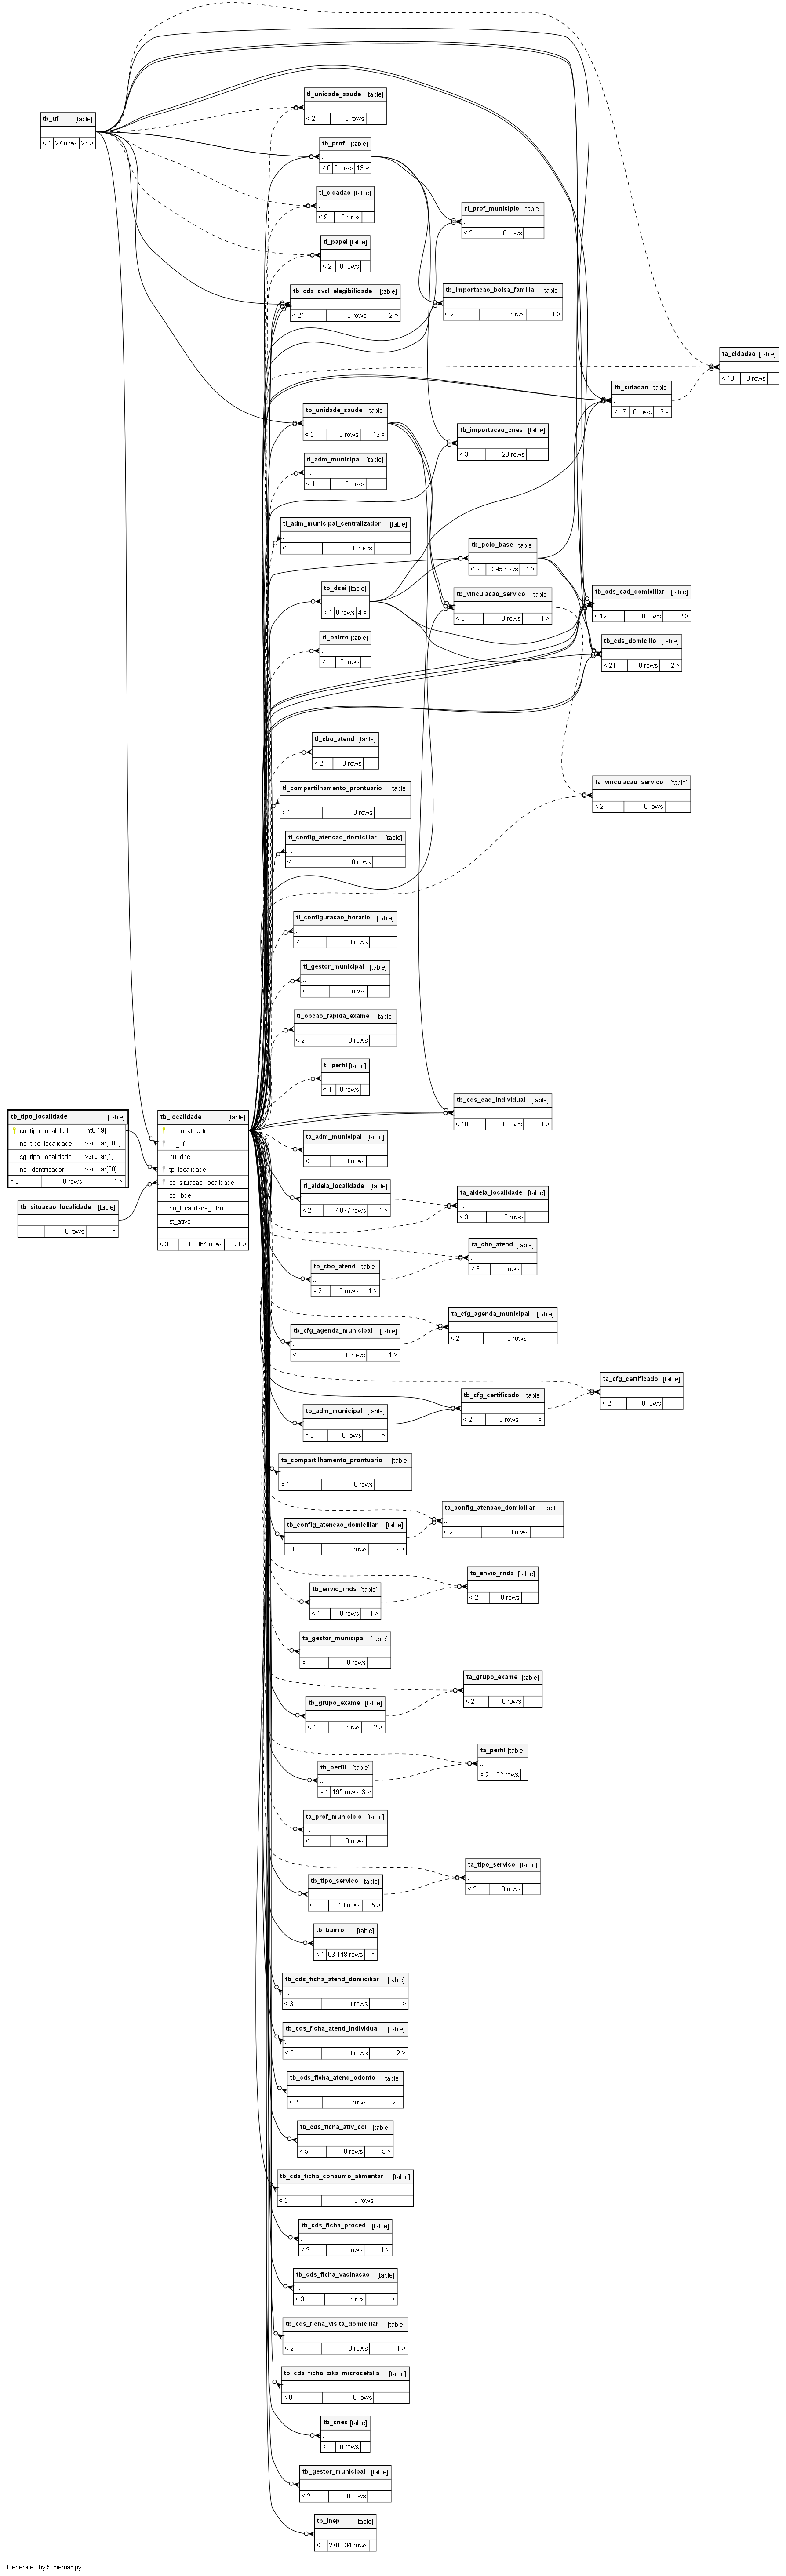 tb_uf [table]
...
< 1 27 rows 26 >
tl_unidade_saude [table]
...
< 2 0 rows
tb_prof [table]
...
< 6 0 rows 13 >
tl_cidadao [table]
...
< 9 0 rows
rl_prof_municipio [table]
...
< 2 0 rows
tl_papel [table]
...
< 2 0 rows
tb_cds_aval_elegibilidade [table]
...
< 21 0 rows 2 >
tb_importacao_bolsa_familia [table]
...
< 2 0 rows 1 >
ta_cidadao [table]
...
< 10 0 rows
tb_cidadao [table]
...
< 17 0 rows 13 >
tb_unidade_saude [table]
...
< 5 0 rows 19 >
tb_importacao_cnes [table]
...
< 3 28 rows
tl_adm_municipal [table]
...
< 1 0 rows
tl_adm_municipal_centralizador [table]
...
< 1 0 rows
tb_polo_base [table]
...
< 2 395 rows 4 >
tb_dsei [table]
...
< 1 0 rows 4 >
tb_vinculacao_servico [table]
...
< 3 0 rows 1 >
tb_cds_cad_domiciliar [table]
...
< 12 0 rows 2 >
tl_bairro [table]
...
< 1 0 rows
tb_cds_domicilio [table]
...
< 21 0 rows 2 >
tl_cbo_atend [table]
...
< 2 0 rows
tl_compartilhamento_prontuario [table]
...
< 1 0 rows
ta_vinculacao_servico [table]
...
< 2 0 rows
tl_config_atencao_domiciliar [table]
...
< 1 0 rows
tl_configuracao_horario [table]
...
< 1 0 rows
tl_gestor_municipal [table]
...
< 1 0 rows
tl_opcao_rapida_exame [table]
...
< 2 0 rows
tl_perfil [table]
...
< 1 0 rows
tb_cds_cad_individual [table]
...
< 10 0 rows 1 >
tb_tipo_localidade [table]
co_tipo_localidade int8[19]
no_tipo_localidade varchar[100]
sg_tipo_localidade varchar[1]
no_identificador varchar[30]
< 0 0 rows 1 >
tb_situacao_localidade [table]
...
0 rows 1 >
tb_localidade [table]
co_localidade
co_uf
nu_dne
tp_localidade
co_situacao_localidade
co_ibge
no_localidade_filtro
st_ativo
...
< 3 10.864 rows 71 >
ta_adm_municipal [table]
...
< 1 0 rows
rl_aldeia_localidade [table]
...
< 2 7.877 rows 1 >
ta_aldeia_localidade [table]
...
< 3 0 rows
ta_cbo_atend [table]
...
< 3 0 rows
tb_cbo_atend [table]
...
< 2 0 rows 1 >
ta_cfg_agenda_municipal [table]
...
< 2 0 rows
tb_cfg_agenda_municipal [table]
...
< 1 0 rows 1 >
ta_cfg_certificado [table]
...
< 2 0 rows
tb_cfg_certificado [table]
...
< 2 0 rows 1 >
tb_adm_municipal [table]
...
< 2 0 rows 1 >
ta_compartilhamento_prontuario [table]
...
< 1 0 rows
ta_config_atencao_domiciliar [table]
...
< 2 0 rows
tb_config_atencao_domiciliar [table]
...
< 1 0 rows 2 >
ta_envio_rnds [table]
...
< 2 0 rows
tb_envio_rnds [table]
...
< 1 0 rows 1 >
ta_gestor_municipal [table]
...
< 1 0 rows
ta_grupo_exame [table]
...
< 2 0 rows
tb_grupo_exame [table]
...
< 1 0 rows 2 >
ta_perfil [table]
...
< 2 192 rows
tb_perfil [table]
...
< 1 195 rows 3 >
ta_prof_municipio [table]
...
< 1 0 rows
ta_tipo_servico [table]
...
< 2 0 rows
tb_tipo_servico [table]
...
< 1 10 rows 5 >
tb_bairro [table]
...
< 1 63.148 rows 1 >
tb_cds_ficha_atend_domiciliar [table]
...
< 3 0 rows 1 >
tb_cds_ficha_atend_individual [table]
...
< 2 0 rows 2 >
tb_cds_ficha_atend_odonto [table]
...
< 2 0 rows 2 >
tb_cds_ficha_ativ_col [table]
...
< 5 0 rows 5 >
tb_cds_ficha_consumo_alimentar [table]
...
< 5 0 rows
tb_cds_ficha_proced [table]
...
< 2 0 rows 1 >
tb_cds_ficha_vacinacao [table]
...
< 3 0 rows 1 >
tb_cds_ficha_visita_domiciliar [table]
...
< 2 0 rows 1 >
tb_cds_ficha_zika_microcefalia [table]
...
< 9 0 rows
tb_cnes [table]
...
< 1 0 rows
tb_gestor_municipal [table]
...
< 2 0 rows
tb_inep [table]
...
< 1 278.134 rows
Generated by SchemaSpy